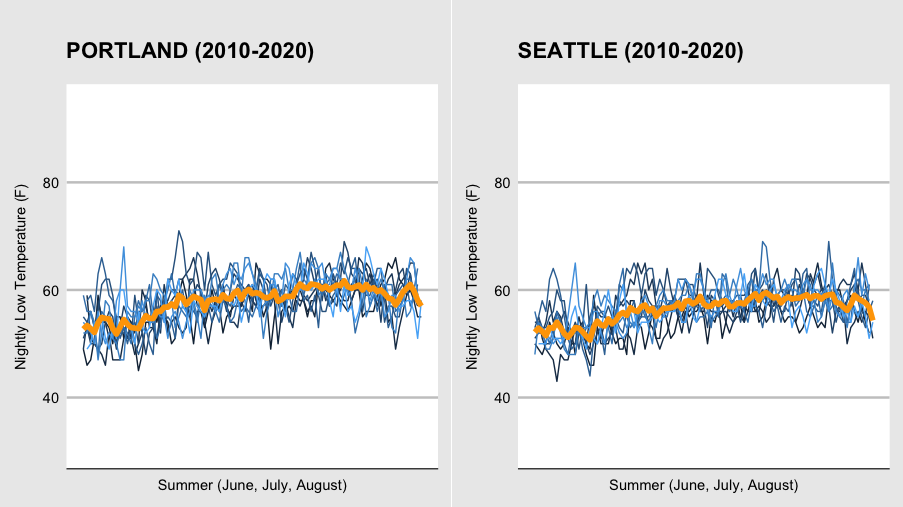 PORTLAND (2010-2020)
Nightly Low Temperature (F)
80
60
40
Summer (June, July, August)
SEATTLE (2010-2020)
Nightly Low Temperature (F)
80
60
40
Summer (June, July, August)